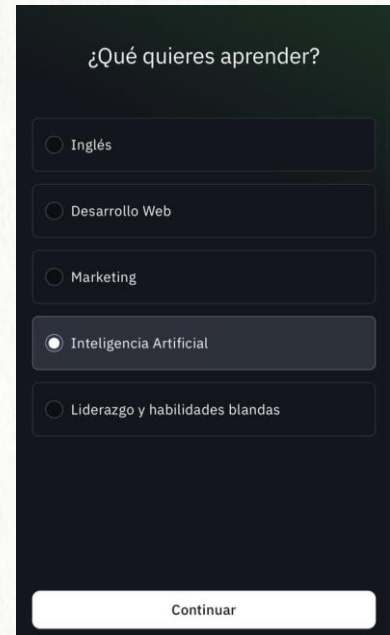 ¿Qué quieres aprender?
Inglés
Desarrollo Web
Marketing
Inteligencia Artificial
Liderazgo y habilidades blandas
Continuar